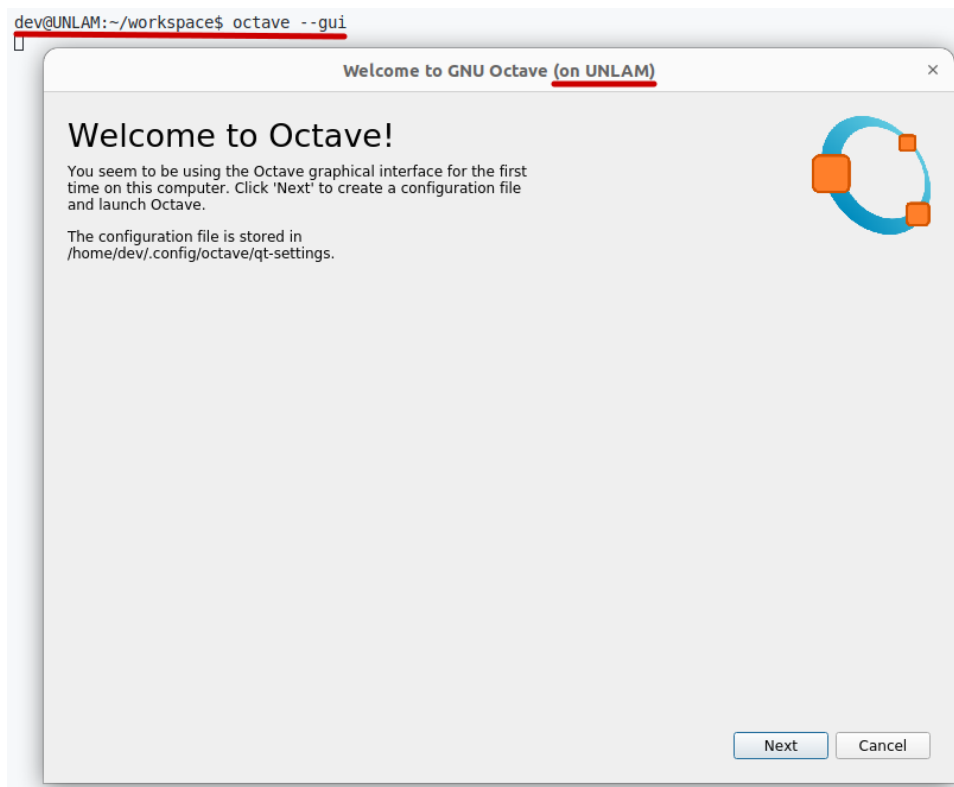 dev@UNLAM:~/workspace$ octave --gui
Welcome to GNU Octave (on UNLAM)
Welcome to Octave!
You seem to be using the Octave graphical interface for the first
time on this computer. Click 'Next' to create a configuration file
and launch Octave.
The configuration file is stored in
/home/dev/.config/octave/qt-settings.
Next
Cancel